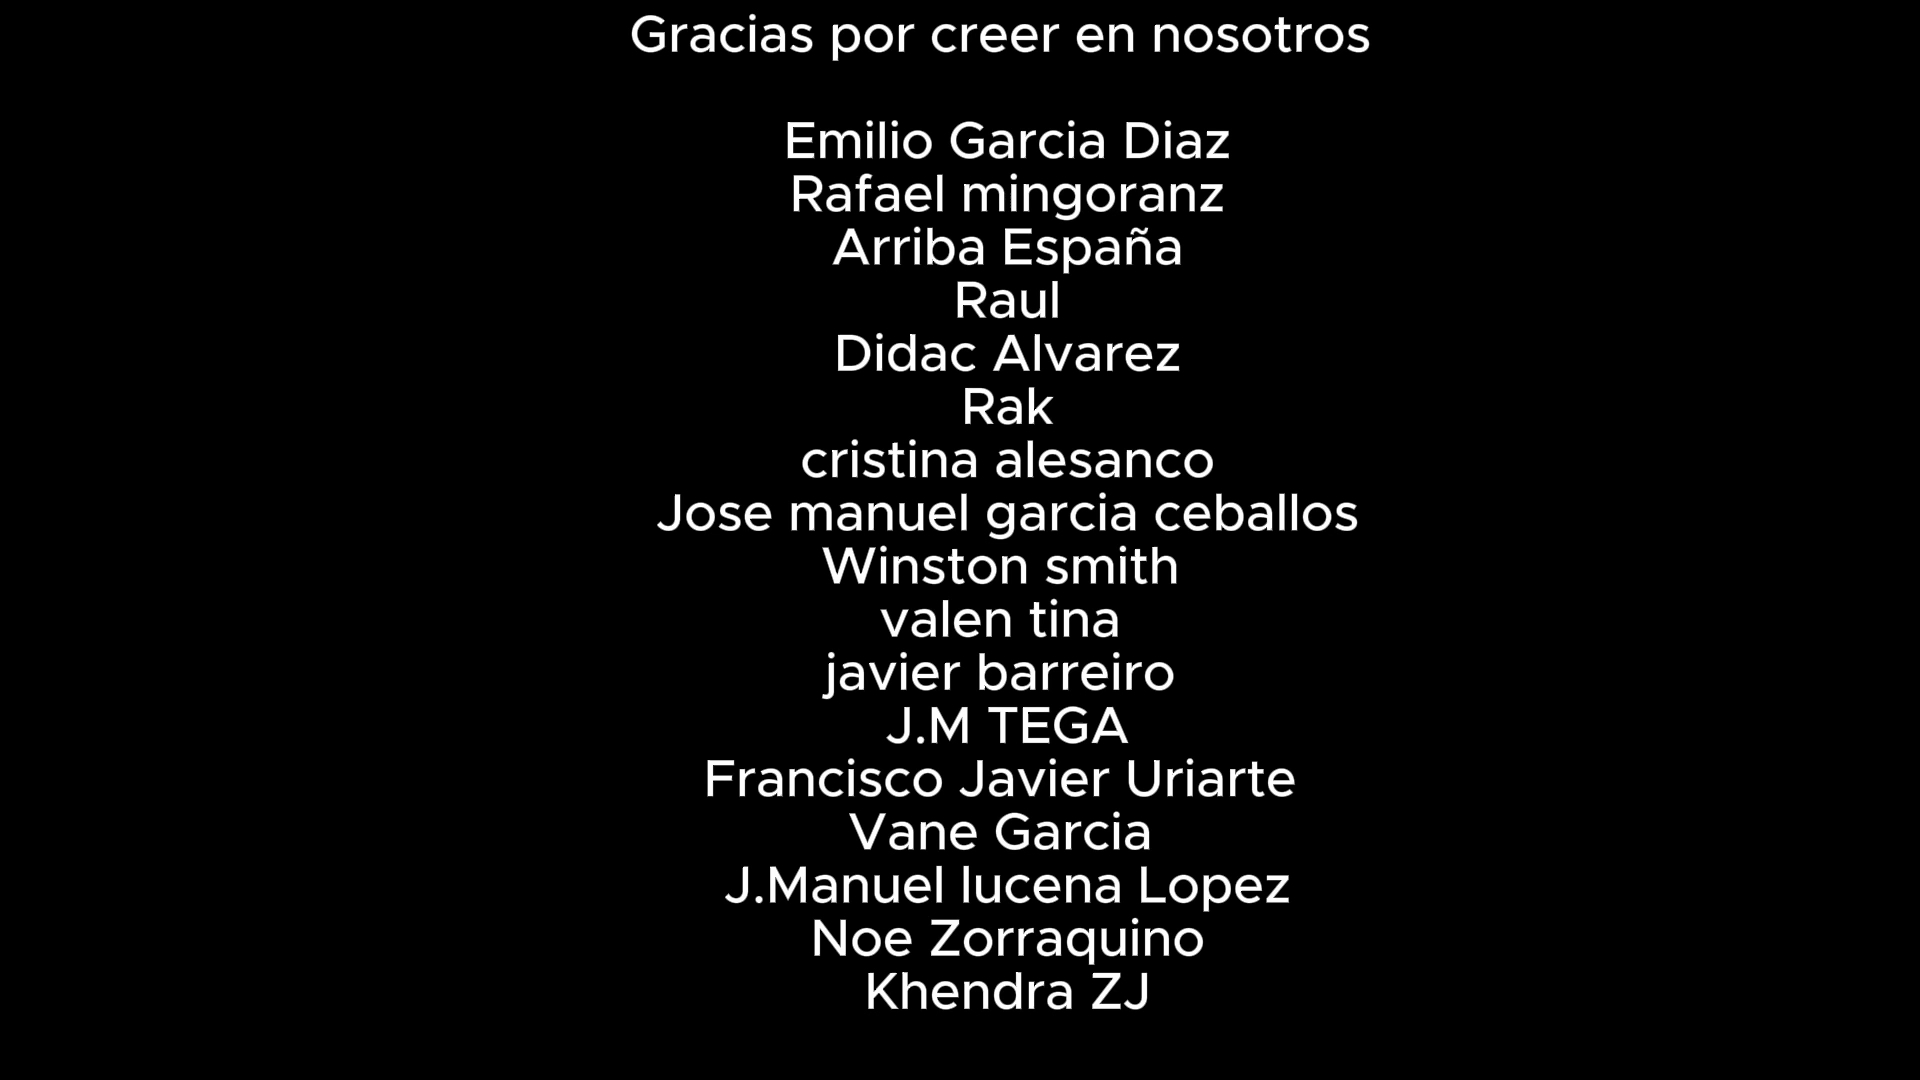 Gracias por creer en nosotros
Emilio Garcia Diaz
Rafael mingoranz
Arriba España
Raul
Didac Alvarez
Rak
cristina alesanco
Jose manuel garcia ceballos
Winston smith
valen tina
javier barreiro
J.M TEGA
Francisco Javier Uriarte
Vane Garcia
J.Manuel lucena Lopez
Noe Zorraquino
Khendra ZJ